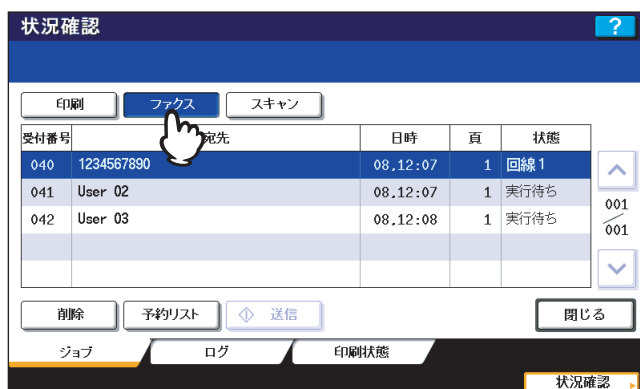 状況確認 ?
印刷 ファクス スキャン
受付番号 宛先 日時 頁 状態
040 1234567890 08,12:07 1 回線1
041 User 02 08,12:07 1 実行待ち
042 User 03 08,12:08 1 実行待ち
001
001
削除 予約リスト 送信 閉じる
ジョブ ログ 印刷状態
状況確認